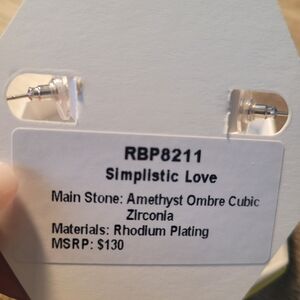 RBP8211
Simplistic Love
Main Stone: Amethyst Ombre Cubic
Zirconia
Materials: Rhodium Plating
MSRP: $130